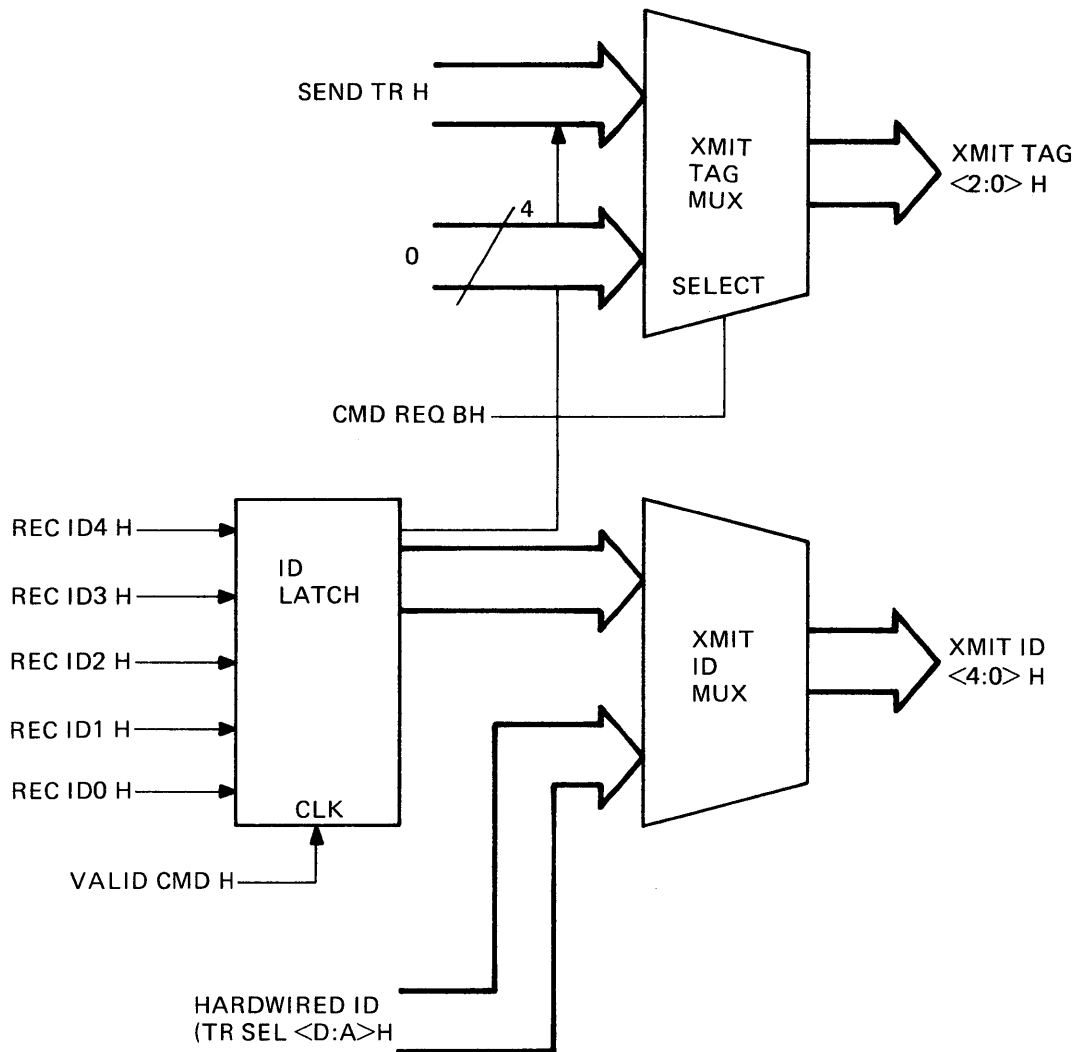 SEND TR H
XMIT
TAG
MUX
XMIT TAG
<2:0> H
4
0
SELECT
CMD REQ BH
REC ID4 H
REC ID3 H
REC ID2 H
REC ID1 H
REC ID0 H
ID
LATCH
CLK
XMIT
ID
MUX
XMIT ID
<4:0> H
VALID CMD H
HARDWIRED ID
(TR SEL <D:A>H